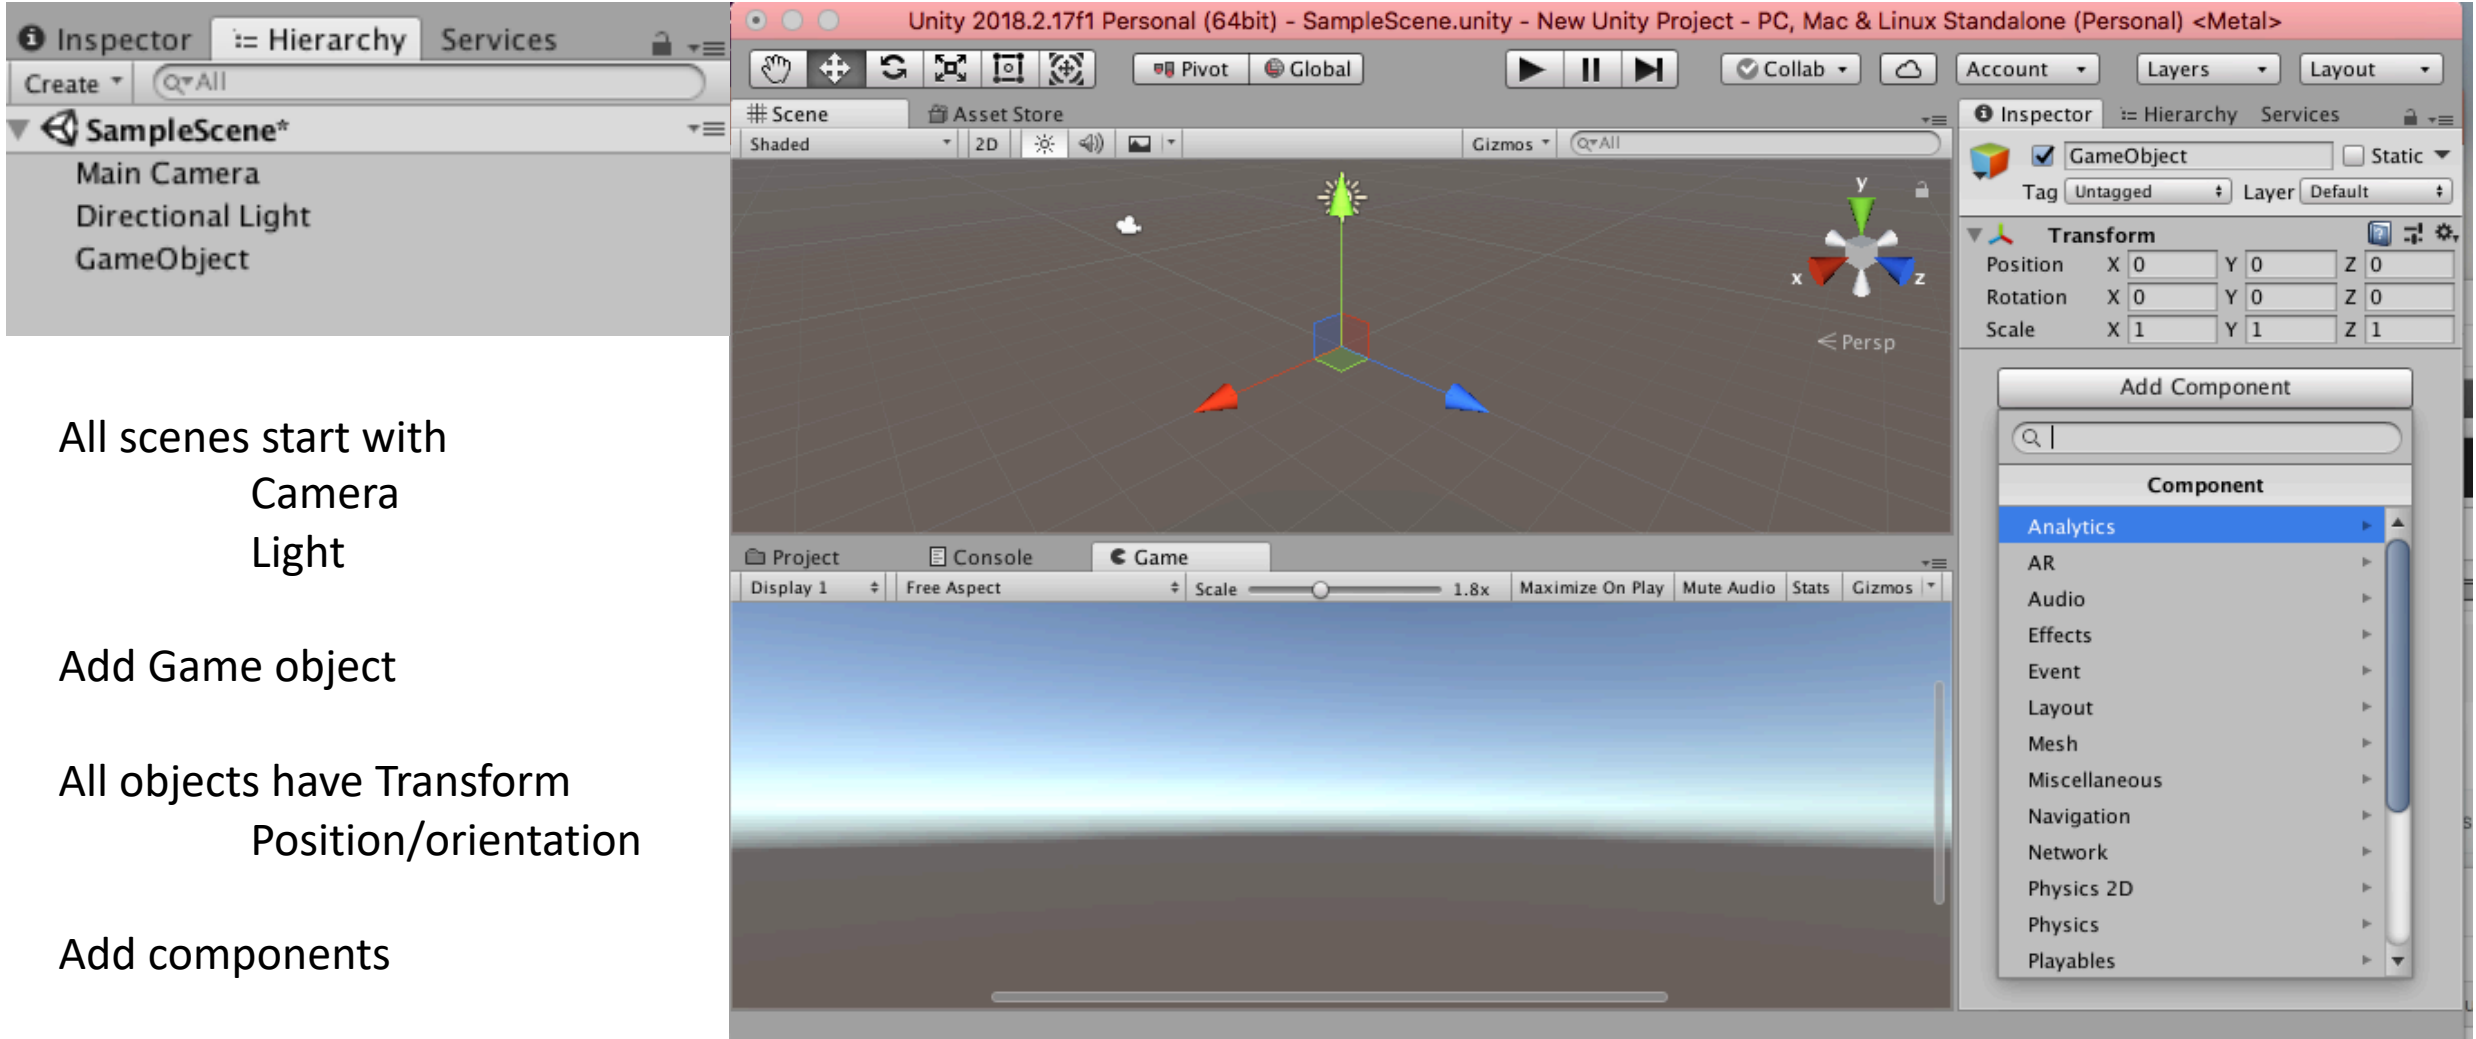 Inspector Hierarchy Services
Create All
SampleScene*
Main Camera
Directional Light
GameObject
All scenes start with
Camera
Light
Add Game object
All objects have Transform
Position/orientation
Add components
Unity 2018.2.17f1 Personal (64bit) - SampleScene.unity - New Unity Project - PC, Mac & Linux Standalone (Personal) <Metal>
Pivot Global Collab Account Layers Layout
Scene Asset Store
Shaded 2D Gizmos All
y
x z
Persp
Project Console Game
Display 1 Free Aspect Scale 1.8x Maximize On Play Mute Audio Stats Gizmos
Inspector Hierarchy Services
GameObject Static
Tag Untagged Layer Default
Transform
Position X 0 Y 0 Z 0
Rotation X 0 Y 0 Z 0
Scale X 1 Y 1 Z 1
Add Component
Component
Analytics
AR
Audio
Effects
Event
Layout
Mesh
Miscellaneous
Navigation
Network
Physics 2D
Physics
Playables